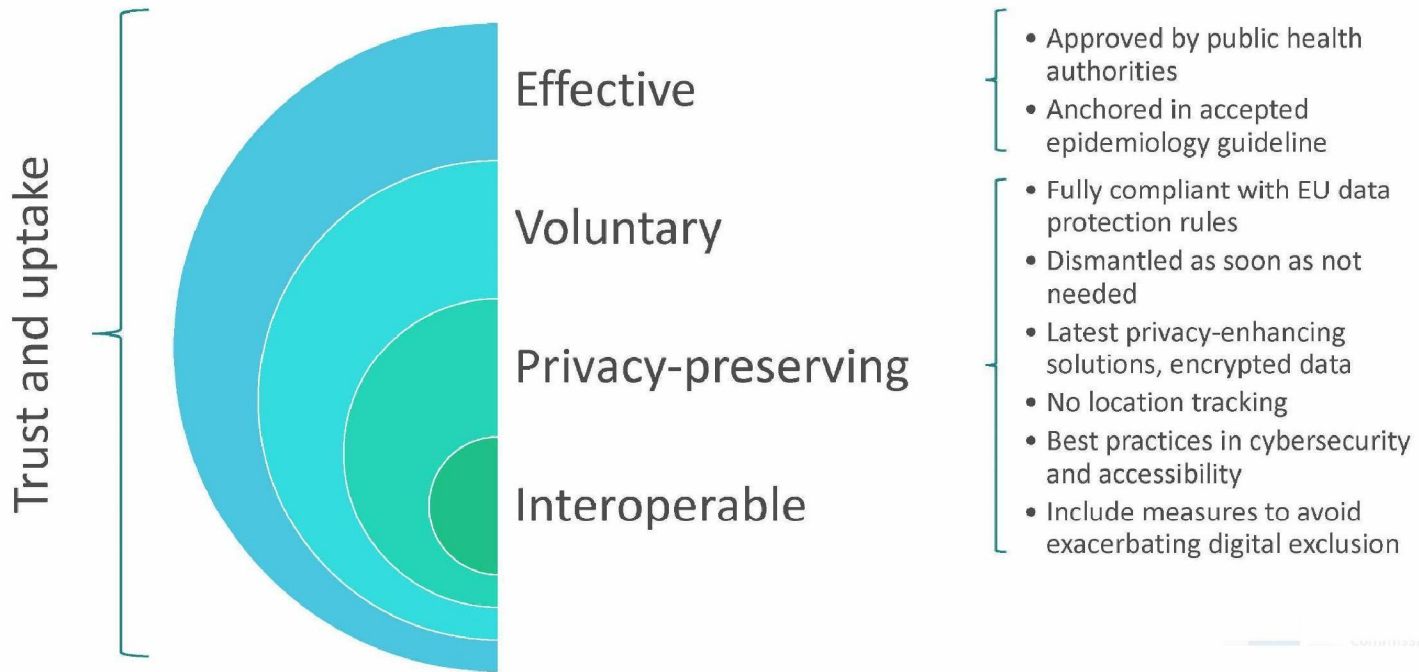 Trust and uptake
Effective
Voluntary
Privacy-preserving
Interoperable
• Approved by public health
authorities
• Anchored in accepted
epidemiology guideline
• Fully compliant with EU data
protection rules
• Dismantled as soon as not
needed
• Latest privacy-enhancing
solutions, encrypted data
• No location tracking
• Best practices in cybersecurity
and accessibility
• Include measures to avoid
exacerbating digital exclusion